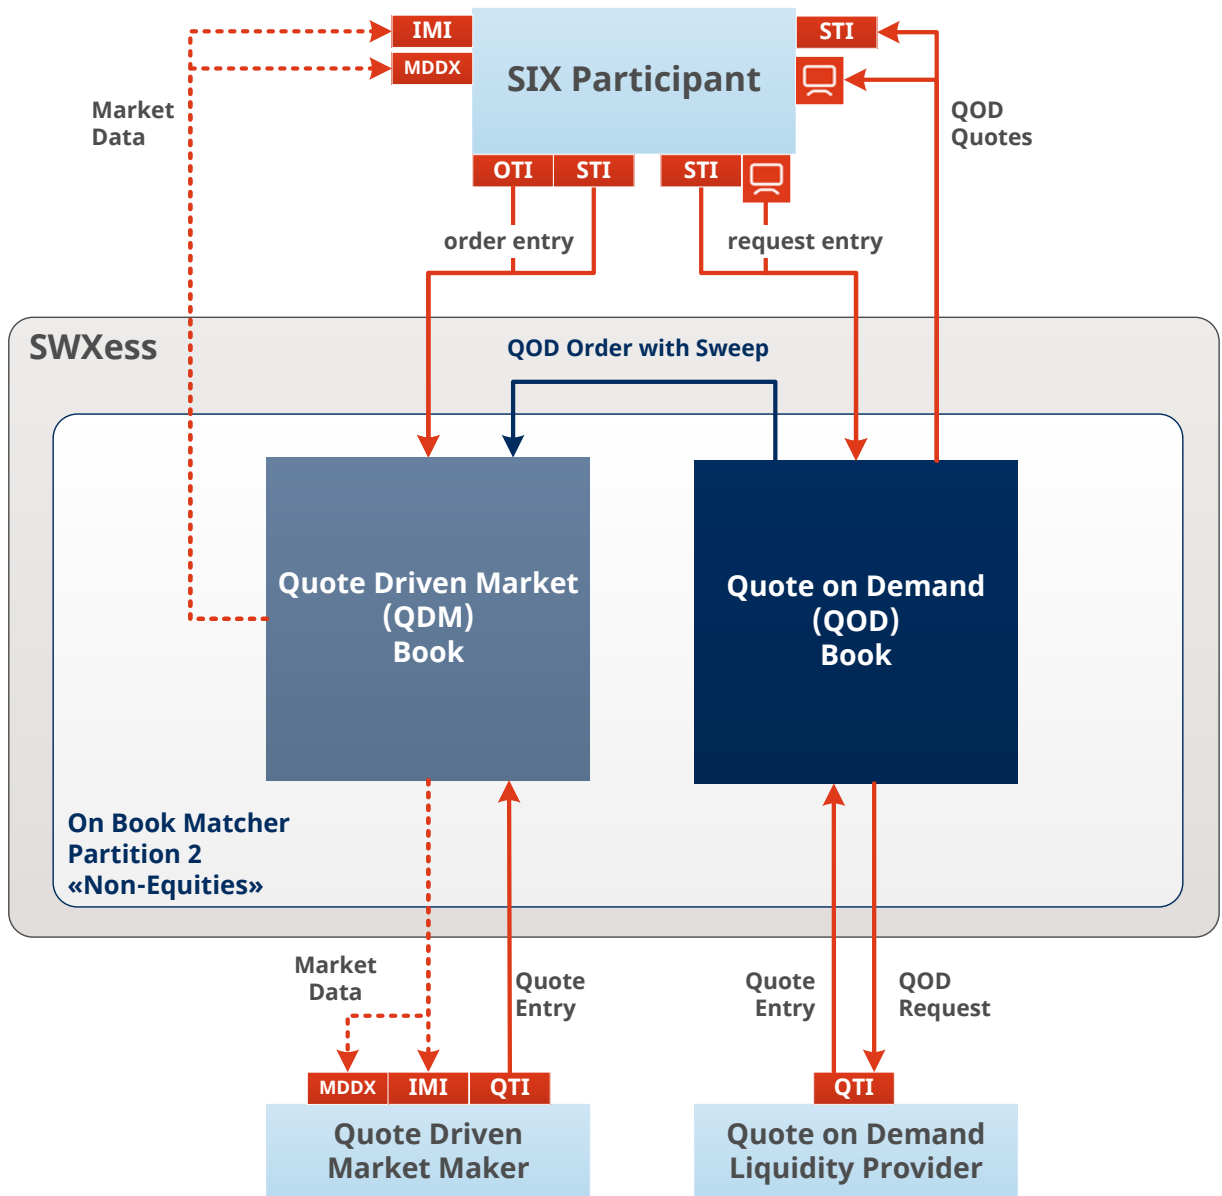 IMI
STI
MDDX
SIX Participant
Market
Data
QOD
Quotes
OTI
STI
STI
order entry
request entry
SWXess
QOD Order with Sweep
Quote Driven Market
(QDM)
Book
Quote on Demand
(QOD)
Book
On Book Matcher
Partition 2
«Non-Equities»
Market
Data
Quote
Entry
Quote
Entry
QOD
Request
MDDX
IMI
QTI
QTI
Quote Driven
Market Maker
Quote on Demand
Liquidity Provider